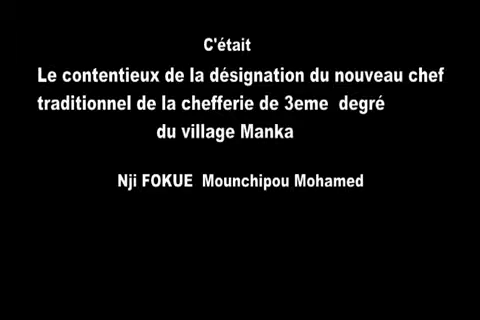 C'était
Le contentieux de la désignation du nouveau chef
traditionnel de la chefferie de 3eme degré
du village Manka
Nji FOKUE Mounchipou Mohamed